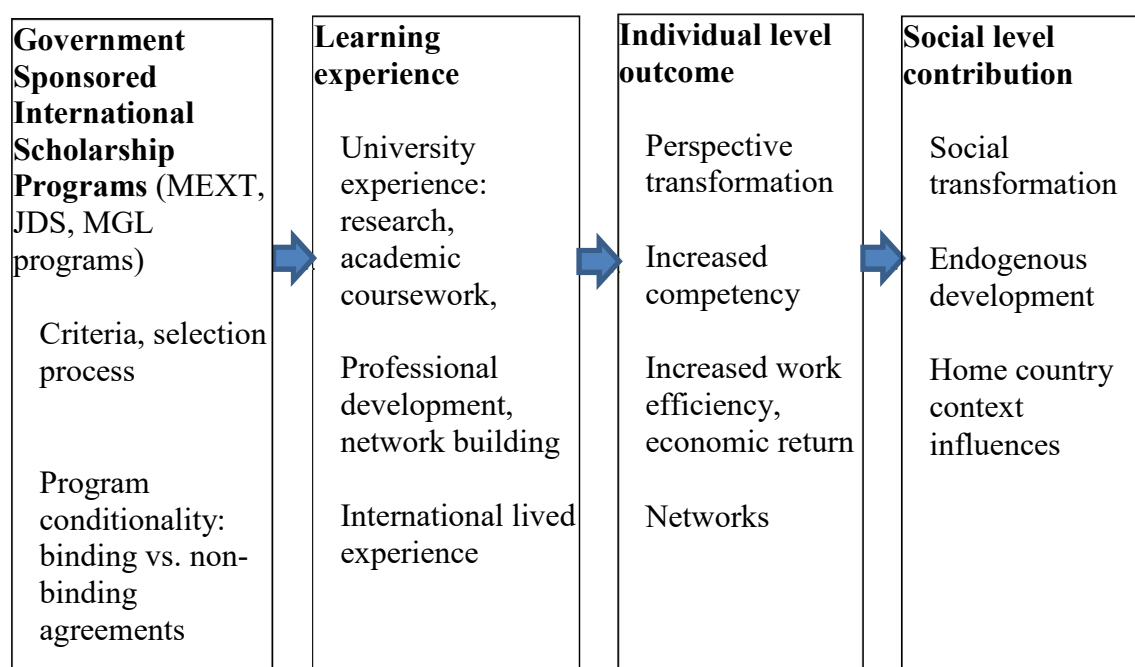 Government
Sponsored
International
Scholarship
Programs (MEXT,
JDS, MGL
programs)
Criteria, selection
process
Program
conditionality:
binding vs. non-
binding
agreements
Learning
experience
University
experience:
research,
academic
coursework,
Professional
development,
network building
International lived
experience
Individual level
outcome
Perspective
transformation
Increased
competency
Increased work
efficiency,
economic return
Networks
Social level
contribution
Social
transformation
Endogenous
development
Home country
context
influences